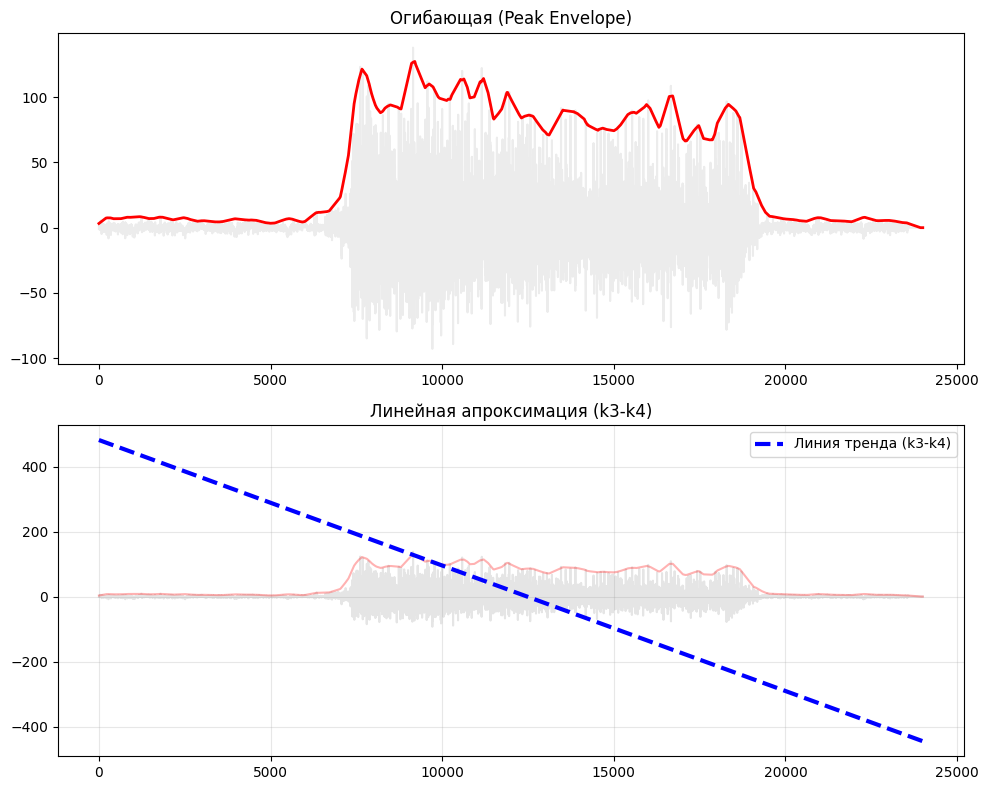 Огибающая (Peak Envelope)
100
50
0
−50
−100
0 5000 10000 15000 20000 25000
Линейная апроксимация (k3-k4)
Линия тренда (k3-k4)
400
200
0
−200
−400
0 5000 10000 15000 20000 25000